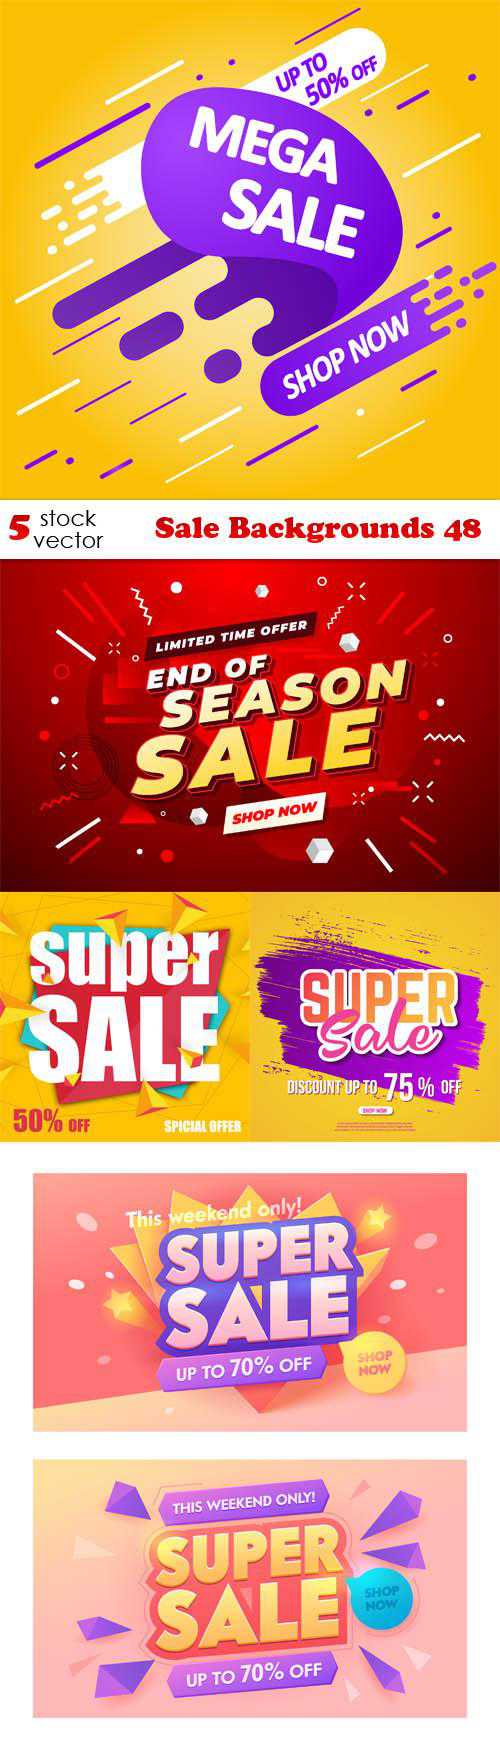 UP TO
50% OFF
MEGA
SALE
SHOP NOW
5 stock
vector
Sale Backgrounds 48
LIMITED TIME OFFER
END OF
SEASON
SALE
SHOP NOW
super
SALE
50% OFF
SPICIAL OFFER
SUPER
Sale
DISCOUNT UP TO 75% OFF
SHOP NOW
This weekend only!
SUPER
SALE
UP TO 70% OFF
SHOP
NOW
THIS WEEKEND ONLY!
SUPER
SALE
SHOP
NOW
UP TO 70% OFF